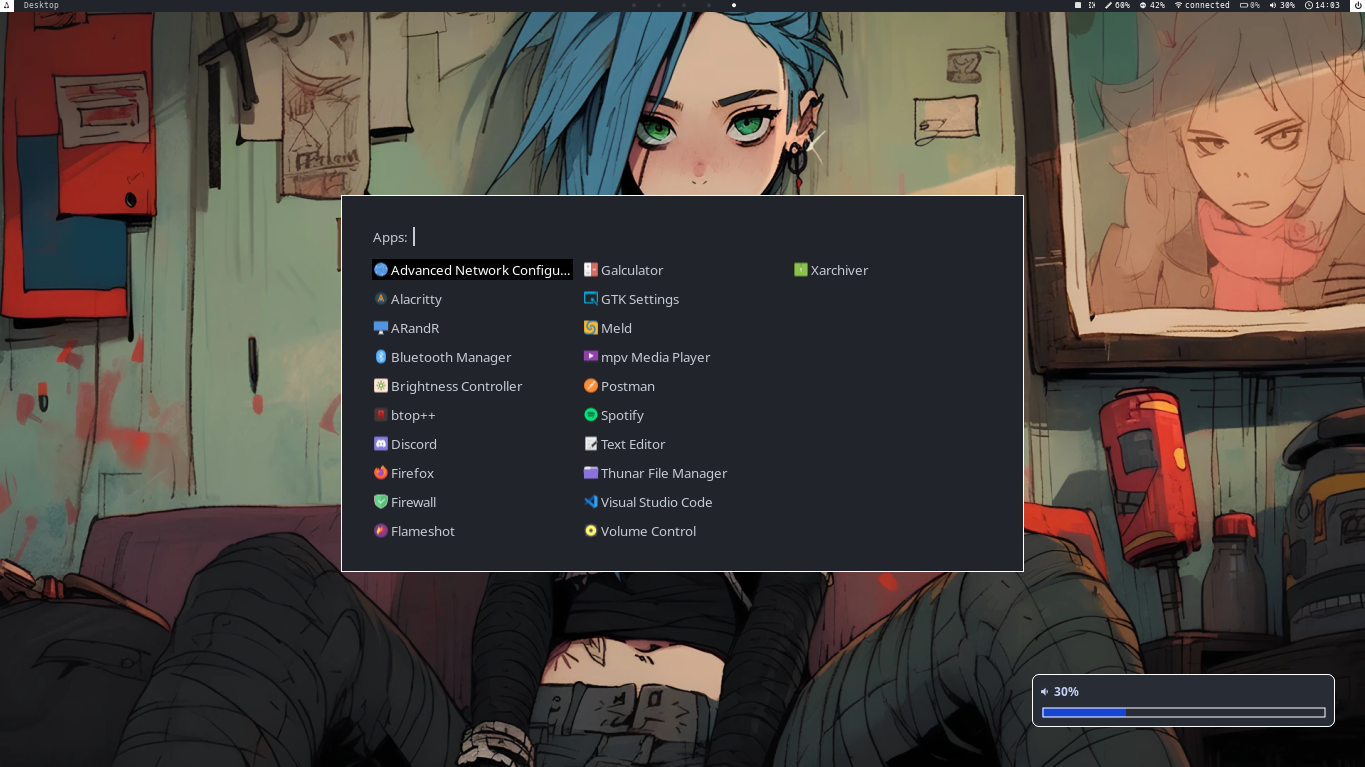 Desktop
60% 42% connected 0% 30% 14:03
Apps:
Advanced Network Configu...
Alacritty
ARandR
Bluetooth Manager
Brightness Controller
btop++
Discord
Firefox
Firewall
Flameshot
Galculator
GTK Settings
Meld
mpv Media Player
Postman
Spotify
Text Editor
Thunar File Manager
Visual Studio Code
Volume Control
Xarchiver
30%